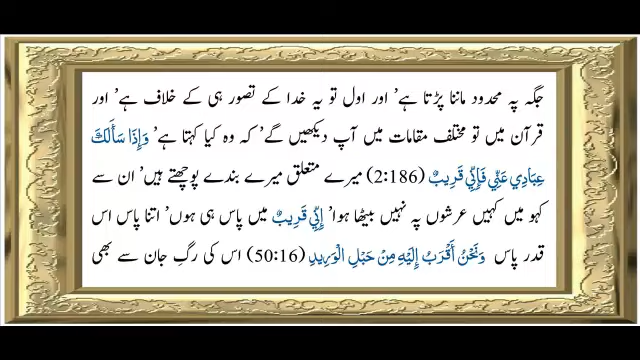 جگہ پہ محدود ماننا پڑتا ہے’ اور اول تو یہ خدا کے تصور ہی کے خلاف ہے’ اور
قرآن میں تو مختلف مقامات میں آپ دیکھیں گے’ کہ وہ کیا کہتا ہے’ وَإِذَا سَأَلَكَ
عِبَادِي عَنِّي فَإِنِّي قَرِيبٌ (2:186) میرے متعلق میرے بندے پوچھتے ہیں’ ان سے
کہو میں کہیں عرشوں پہ نہیں بیٹھا ہوا’ إِنِّي قَرِيبٌ میں پاس ہی ہوں’ اتنا پاس اس
قدر پاس وَنَحْنُ أَقْرَبُ إِلَيْهِ مِنْ حَبْلِ الْوَرِيدِ (50:16) اس کی رگِ جان سے بھی